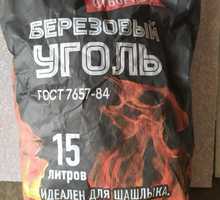 БЕРЕЗОВЫЙ
УГОЛЬ
ГОСТ 7657-84
15
ЛИТРОВ
ИДЕАЛЕН ДЛЯ ШАШЛЫКА,